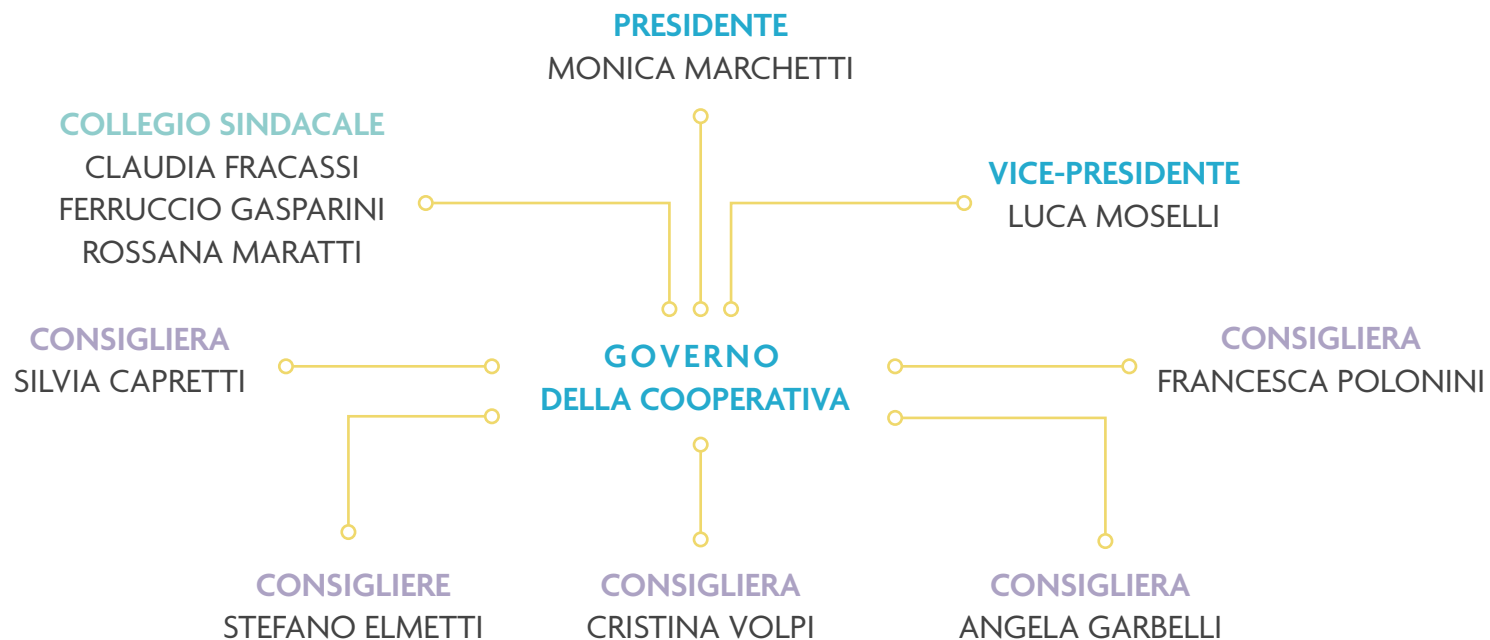 PRESIDENTE
MONICA MARCHETTI
COLLEGIO SINDACALE
CLAUDIA FRACASSI
FERRUCCIO GASPARINI
ROSSANA MARATTI
VICE-PRESIDENTE
LUCA MOSELLI
CONSIGLIERA
SILVIA CAPRETTI
GOVERNO
DELLA COOPERATIVA
CONSIGLIERA
FRANCESCA POLONINI
CONSIGLIERE
STEFANO ELMETTI
CONSIGLIERA
CRISTINA VOLPI
CONSIGLIERA
ANGELA GARBELLI